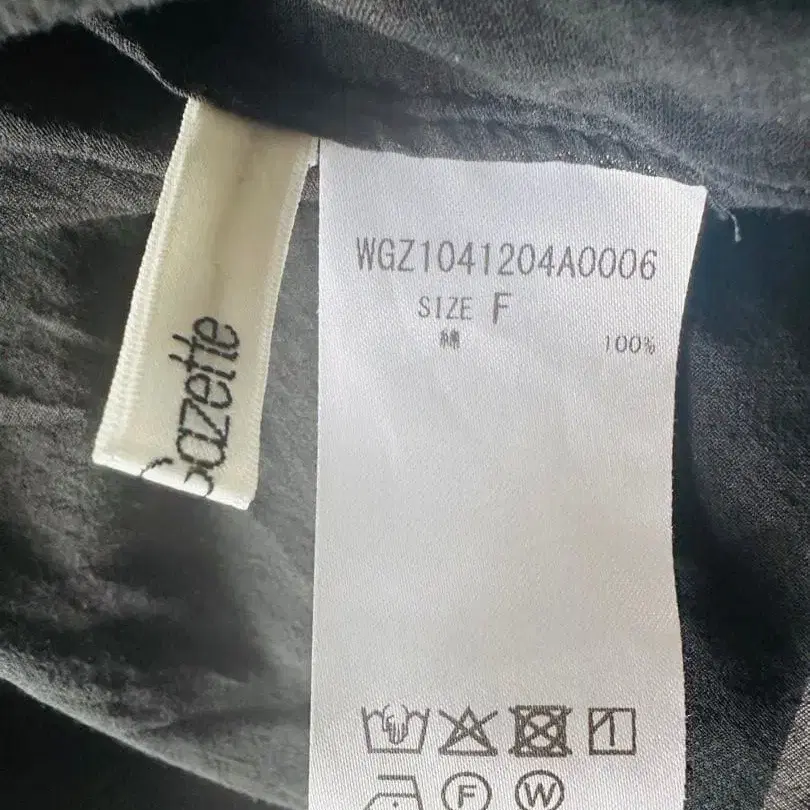 Gazette
WGZ1041204A0006
SIZE F
綿 100%
F W